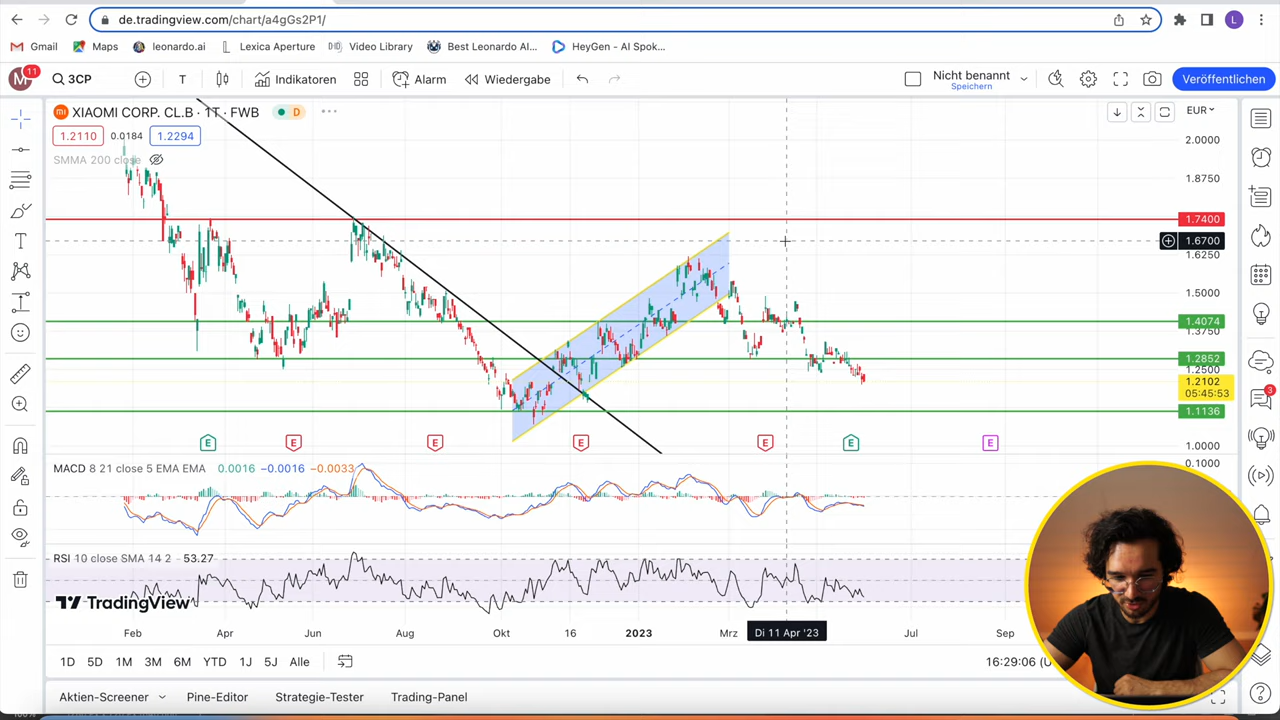 de.tradingview.com/chart/a4gGs2P1/
L
Gmail Maps leonardo.ai Lexica Aperture Video Library Best Leonardo AI... HeyGen - AI Spok...
M 11 3CP T Indikatoren Alarm Wiedergabe Nicht benannt Speichern Veröffentlichen
XIAOMI CORP. CL.B · 1T · FWB D EUR
1.2110 0.0184 1.2294
SMMA 200 close
2.0000
1.8750
1.7400
1.6700
1.6250
1.5000
1.4074
1.3750
1.2852
1.2500
1.2102
05:45:53
1.1136
E E E E E E E
1.0000
3
MACD 8 21 close 5 EMA EMA 0.0016 −0.0016 −0.0033 0.1000
RSI 10 close SMA 14 2 53.27
TradingView
Feb Apr Jun Aug Okt 16 2023 Mrz Di 11 Apr '23 Jul Sep
1D 5D 1M 3M 6M YTD 1J 5J Alle 16:29:06 (U
Aktien-Screener Pine-Editor Strategie-Tester Trading-Panel